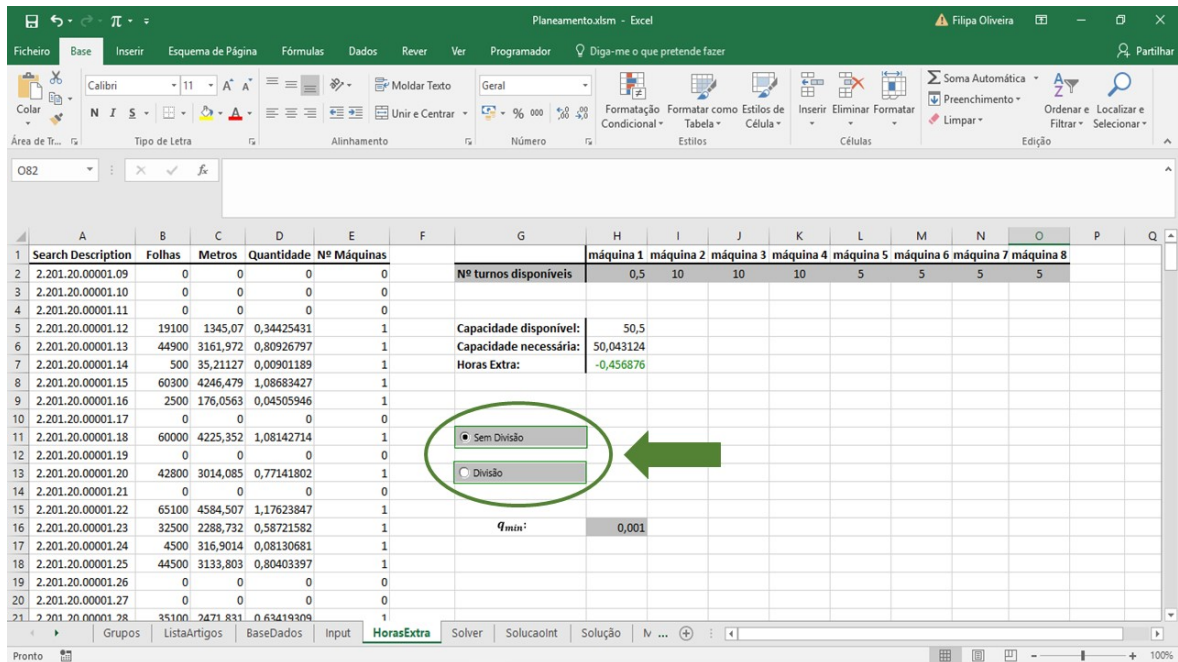 Planeamento.xlsm - Excel
Filipa Oliveira
Ficheiro Base Inserir Esquema de Página Fórmulas Dados Rever Ver Programador Diga-me o que pretende fazer Partilhar
Colar
Calibri 11 A A
N I S A
Moldar Texto
Unir e Centrar
Geral
% 000
Formatação Condicional
Formatar como Tabela
Estilos de Célula
Inserir Eliminar Formatar
Soma Automática
Preenchimento
Limpar
Ordenar e Filtrar
Localizar e Selecionar
Área de Tr... Tipo de Letra Alinhamento Número Estilos Células Edição
O82 fx
A B C D E F G H I J K L M N O P Q
1 Search Description Folhas Metros Quantidade Nº Máquinas máquina 1 máquina 2 máquina 3 máquina 4 máquina 5 máquina 6 máquina 7 máquina 8
2 2.201.20.00001.09 0 0 0 0 Nº turnos disponíveis 0,5 10 10 10 5 5 5 5
3 2.201.20.00001.10 0 0 0 0
4 2.201.20.00001.11 0 0 0 0
5 2.201.20.00001.12 19100 1345,07 0,34425431 1 Capacidade disponível: 50,5
6 2.201.20.00001.13 44900 3161,972 0,80926797 1 Capacidade necessária: 50,043124
7 2.201.20.00001.14 500 35,21127 0,00901189 1 Horas Extra: -0,456876
8 2.201.20.00001.15 60300 4246,479 1,08683427 1
9 2.201.20.00001.16 2500 176,0563 0,04505946 1
10 2.201.20.00001.17 0 0 0 0
11 2.201.20.00001.18 60000 4225,352 1,08142714 1 Sem Divisão
12 2.201.20.00001.19 0 0 0 0
13 2.201.20.00001.20 42800 3014,085 0,77141802 1 Divisão
14 2.201.20.00001.21 0 0 0 0
15 2.201.20.00001.22 65100 4584,507 1,17623847 1
16 2.201.20.00001.23 32500 2288,732 0,58721582 1 qmin: 0,001
17 2.201.20.00001.24 4500 316,9014 0,08130681 1
18 2.201.20.00001.25 44500 3133,803 0,80403397 1
19 2.201.20.00001.26 0 0 0 0
20 2.201.20.00001.27 0 0 0 0
21 2.201.20.00001.28 35100 2471,831 0,63419309 1
Grupos ListaArtigos BaseDados Input HorasExtra Solver SolucaoInt Solução ...
Pronto 100%